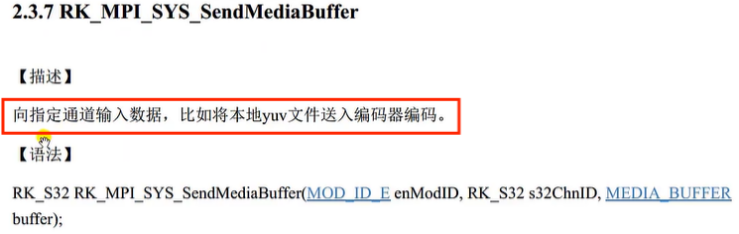 2.3.7 RK_MPI_SYS_SendMediaBuffer
【描述】
向指定通道输入数据，比如将本地yuv文件送入编码器编码。
【语法】
RK_S32 RK_MPI_SYS_SendMediaBuffer(MOD_ID_E enModID, RK_S32 s32ChnID, MEDIA_BUFFER
buffer);